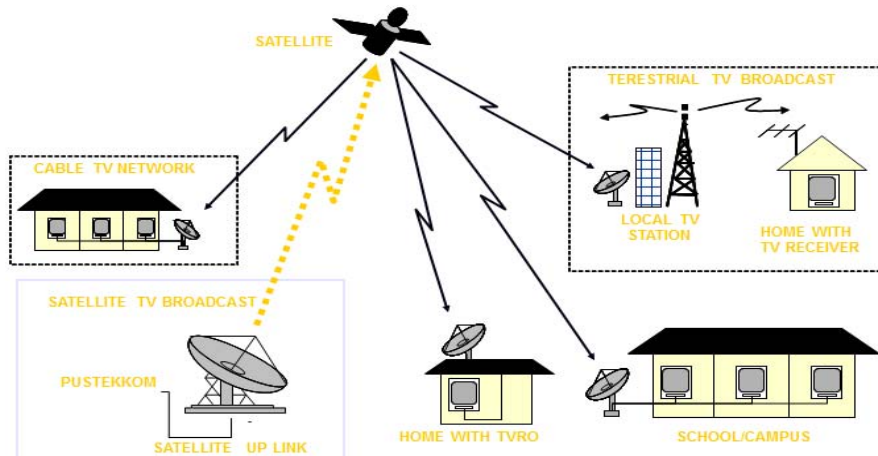 SATELLITE
TERESTRIAL TV BROADCAST
CABLE TV NETWORK
LOCAL TV
STATION
HOME WITH
TV RECEIVER
SATELLITE TV BROADCAST
PUSTEKKOM
SATELLITE UP LINK
HOME WITH TVRO
SCHOOL/CAMPUS